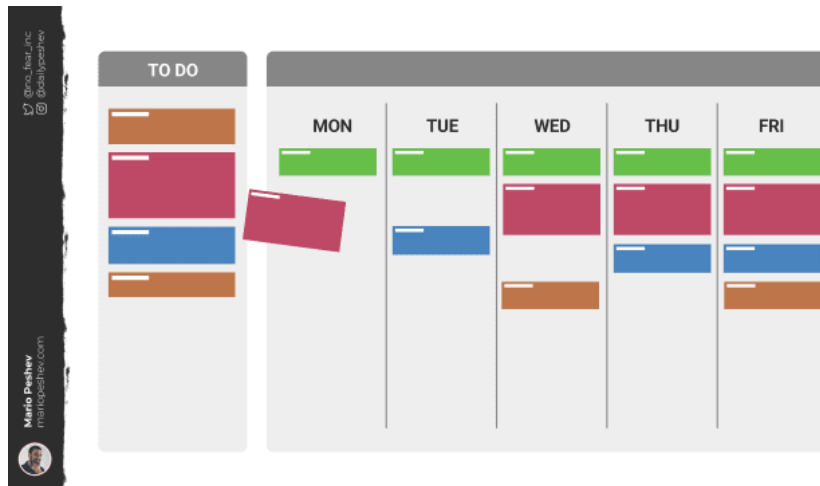 @no_fear_inc
@dailypeshev
Mario Peshev
mariopeshev.com
TO DO
MON
TUE
WED
THU
FRI